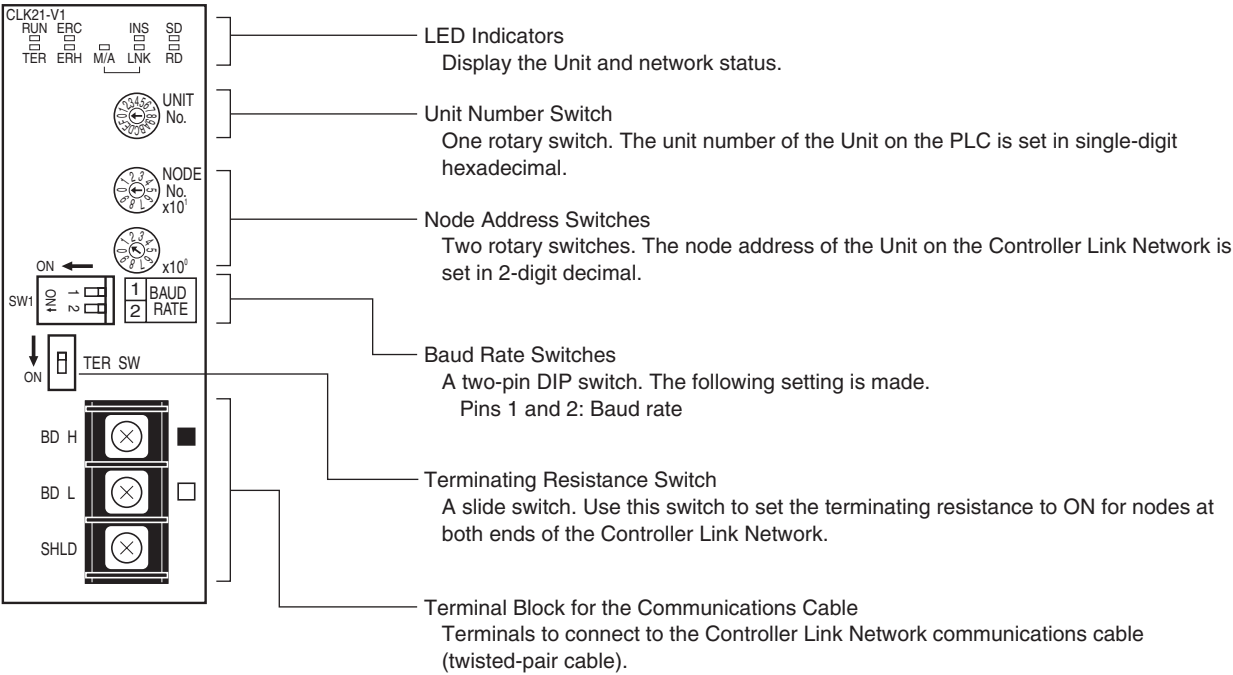 CLK21-V1
RUN ERC INS SD
TER ERH M/A LNK RD
UNIT
No.
NODE
No.
x10¹
x10⁰
ON
SW1
ON
1 2
1 BAUD
2 RATE
ON
TER SW
BD H
BD L
SHLD
LED Indicators
Display the Unit and network status.
Unit Number Switch
One rotary switch. The unit number of the Unit on the PLC is set in single-digit
hexadecimal.
Node Address Switches
Two rotary switches. The node address of the Unit on the Controller Link Network is
set in 2-digit decimal.
Baud Rate Switches
A two-pin DIP switch. The following setting is made.
Pins 1 and 2: Baud rate
Terminating Resistance Switch
A slide switch. Use this switch to set the terminating resistance to ON for nodes at
both ends of the Controller Link Network.
Terminal Block for the Communications Cable
Terminals to connect to the Controller Link Network communications cable
(twisted-pair cable).